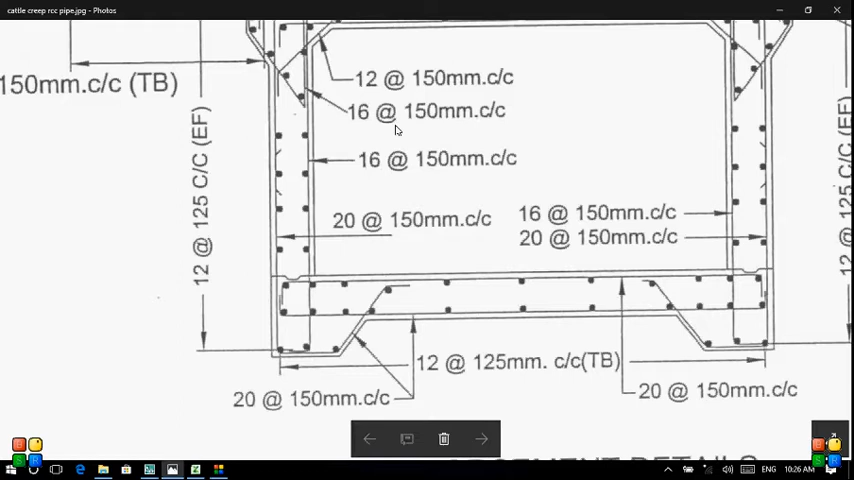 cattle creep rcc pipe.jpg - Photos
150mm.c/c (TB)
12 @ 150mm.c/c
16 @ 150mm.c/c
16 @ 150mm.c/c
12 @ 125 C/C (EF)
20 @ 150mm.c/c
16 @ 150mm.c/c
20 @ 150mm.c/c
12 @ 125mm. c/c(TB)
20 @ 150mm.c/c
20 @ 150mm.c/c
ENG
10:26 AM